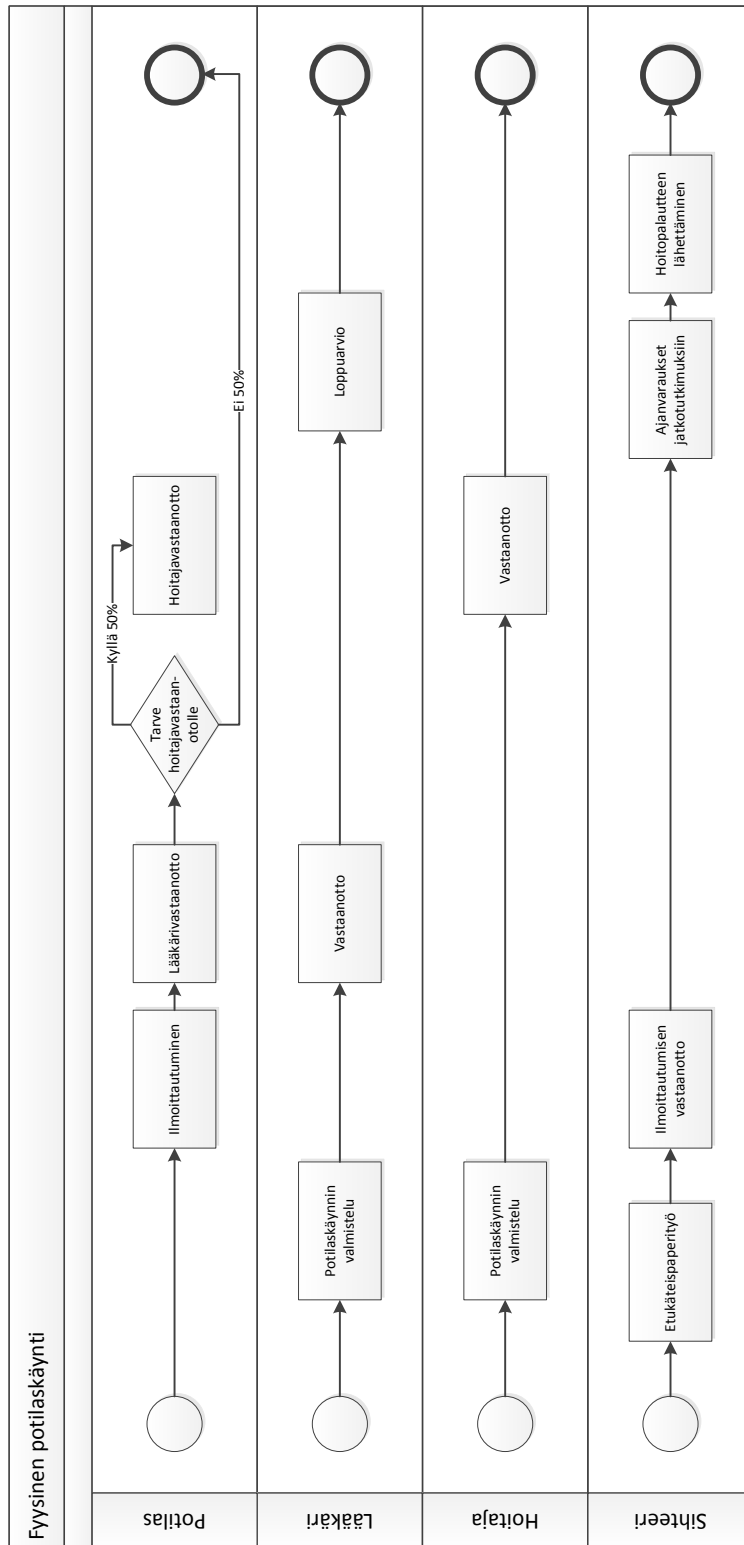 Fyysinen potilaskäynti
Potilas
Ilmoittautuminen
Lääkärivastaanotto
Tarve
hoitajavastaan-
otolle
Kyllä 50%
Hoitajavastaanotto
Ei 50%
Lääkäri
Potilaskäynnin
valmistelu
Vastaanotto
Loppuarvio
Hoitaja
Potilaskäynnin
valmistelu
Vastaanotto
Sihteeri
Etukäteispaperityö
Ilmoittautumisen
vastaanotto
Ajanvaraukset
jatkotutkimuksiin
Hoitopalautteen
lähettäminen